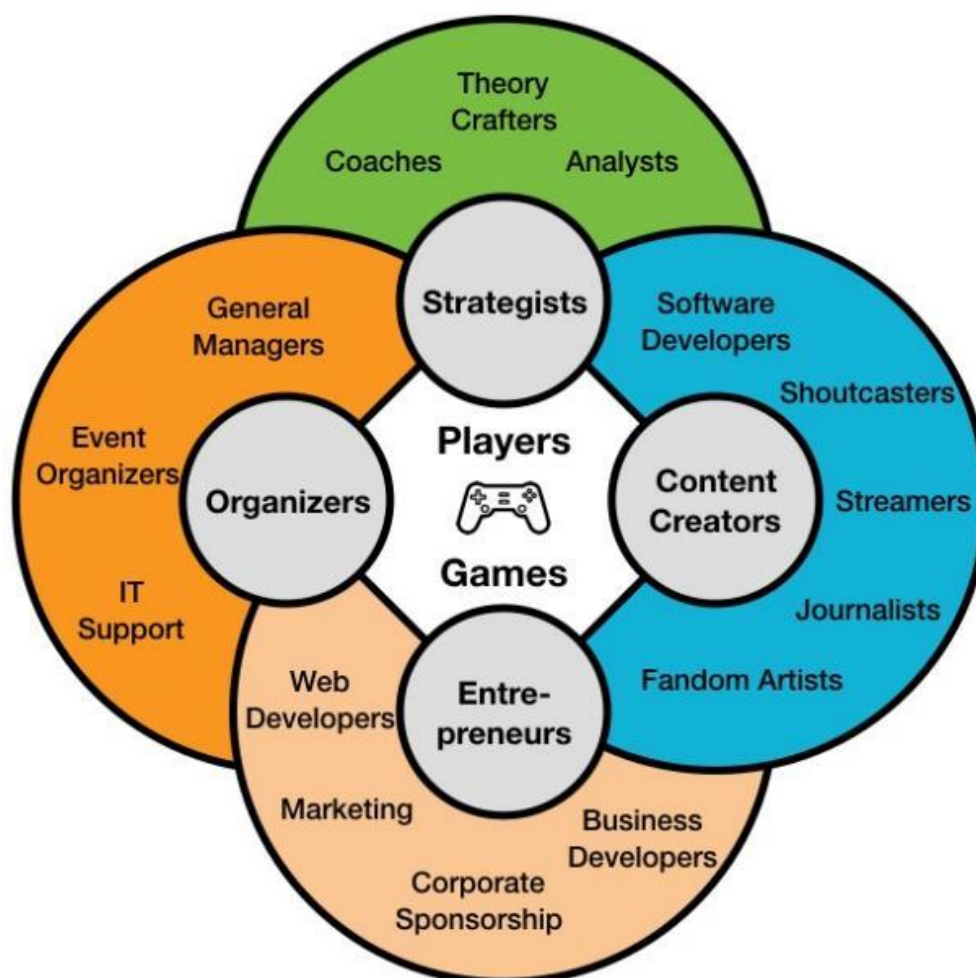 Theory
Crafters
Coaches
Analysts
Strategists
General
Managers
Software
Developers
Shoutcasters
Event
Organizers
Organizers
Players
Games
Content
Creators
Streamers
IT
Support
Journalists
Fandom Artists
Web
Developers
Entre-
preneurs
Marketing
Business
Developers
Corporate
Sponsorship